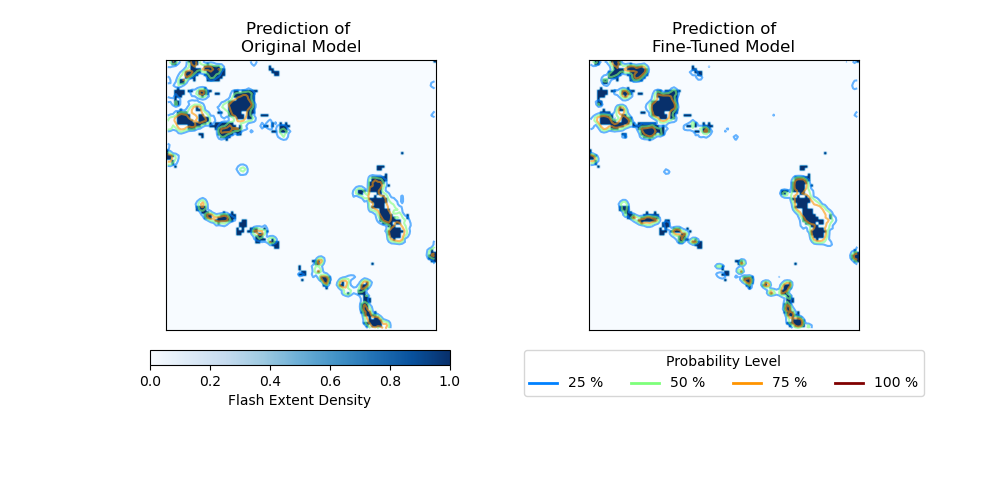 Prediction of
Original Model
Prediction of
Fine-Tuned Model
0.0 0.2 0.4 0.6 0.8 1.0
Flash Extent Density
Probability Level
25 % 50 % 75 % 100 %